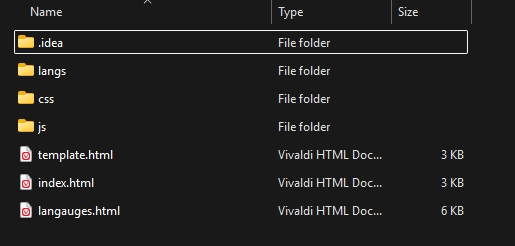 Name Type Size
.idea File folder
langs File folder
css File folder
js File folder
template.html Vivaldi HTML Doc... 3 KB
index.html Vivaldi HTML Doc... 3 KB
langauges.html Vivaldi HTML Doc... 6 KB